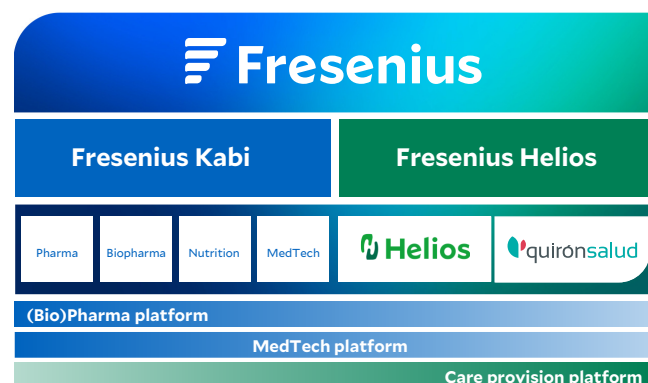 Fresenius
Fresenius Kabi
Fresenius Helios
Pharma
Biopharma
Nutrition
MedTech
Helios
quirónsalud
(Bio)Pharma platform
MedTech platform
Care provision platform